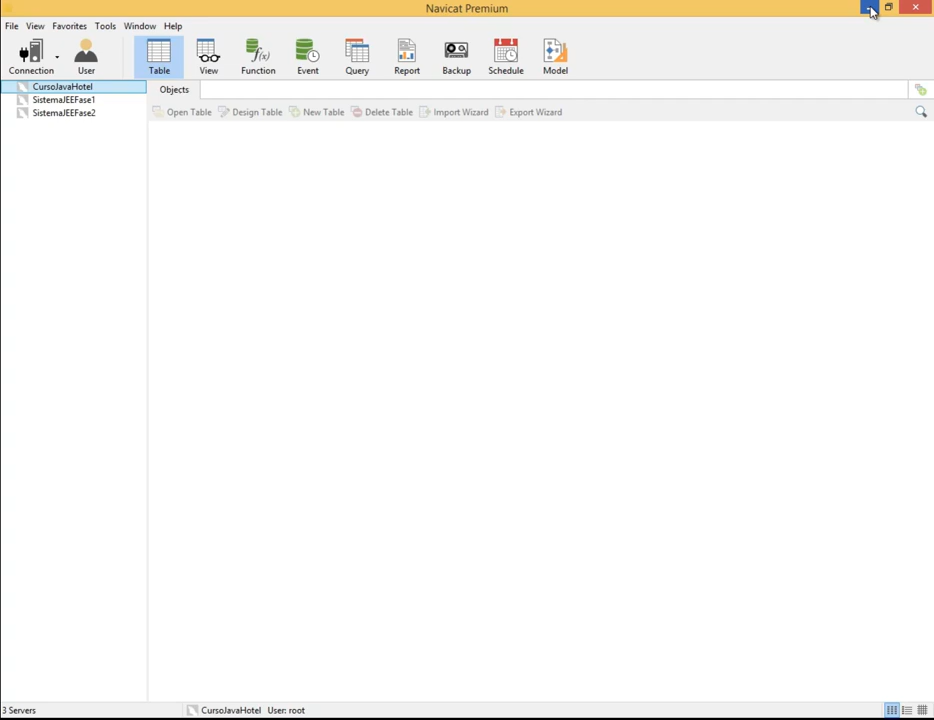 Navicat Premium
File View Favorites Tools Window Help
Connection User Table View Function Event Query Report Backup Schedule Model
f(x)
CursoJavaHotel
SistemaJEEFase1
SistemaJEEFase2
Objects
Open Table Design Table New Table Delete Table Import Wizard Export Wizard
3 Servers CursoJavaHotel User: root